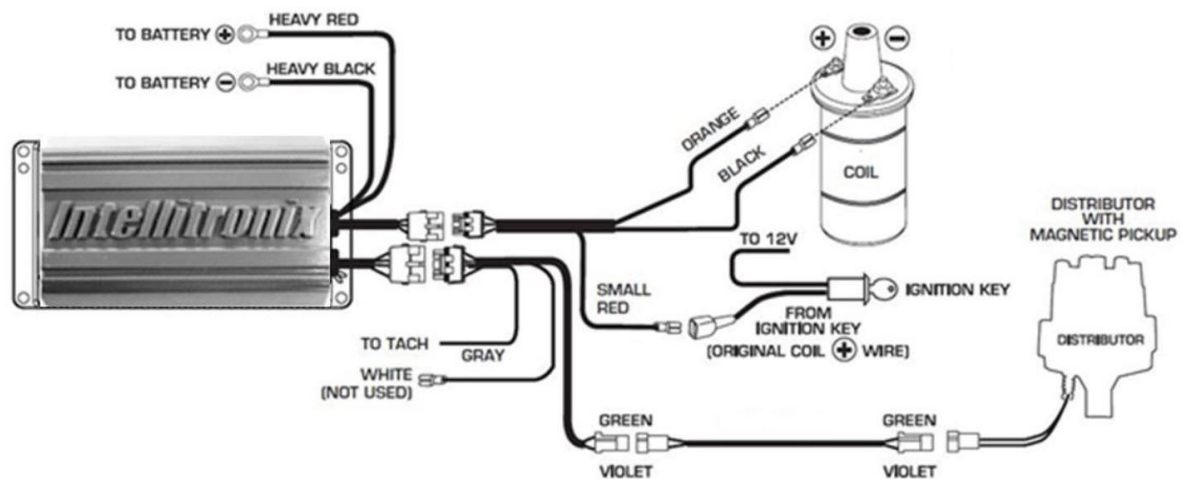 TO BATTERY ⊕
HEAVY RED
TO BATTERY ⊖
HEAVY BLACK
Intellitronix
ORANGE
BLACK
⊕ ⊖
COIL
TO 12V
SMALL
RED
IGNITION KEY
FROM
IGNITION KEY
(ORIGINAL COIL ⊕ WIRE)
DISTRIBUTOR
WITH
MAGNETIC PICKUP
DISTRIBUTOR
TO TACH
GRAY
WHITE
(NOT USED)
GREEN
VIOLET
GREEN
VIOLET